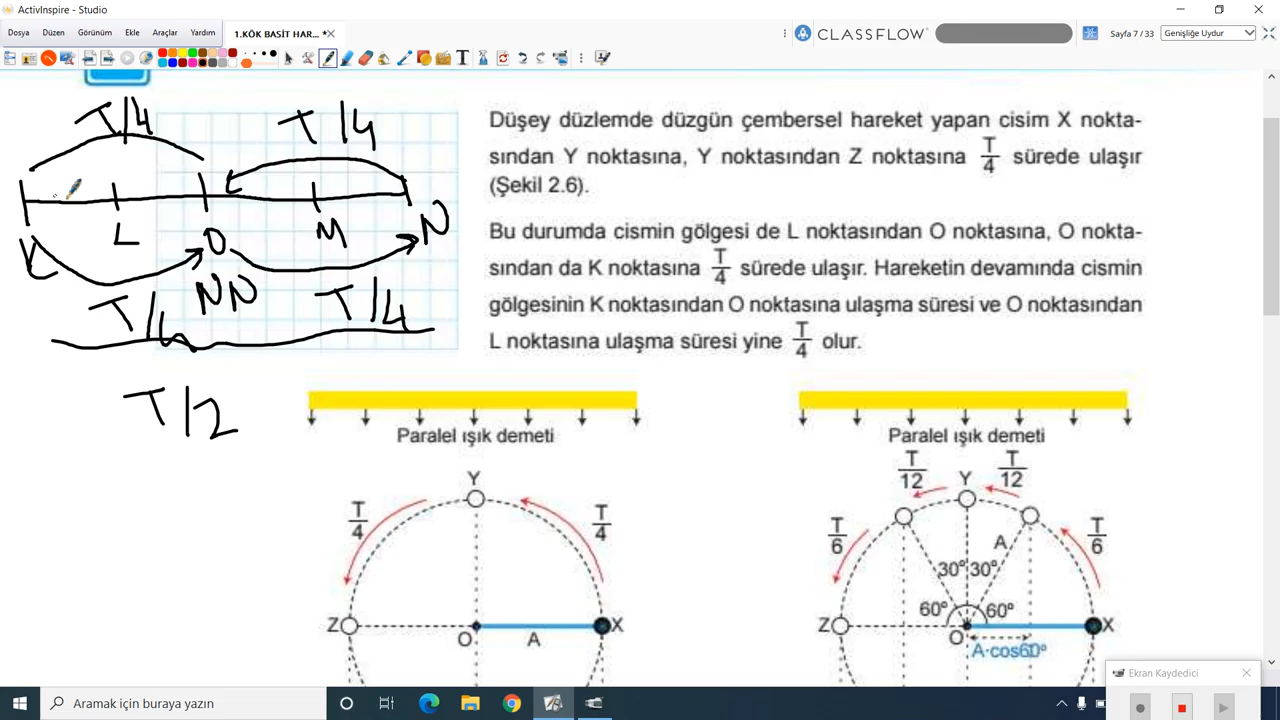 ActivInspire - Studio
Dosya Düzen Görünüm Ekle Araçlar Yardım
1.KÖK BASİT HAR...
CLASSFLOW
Sayfa 7 / 33
Genişliğe Uydur
T/4
T/4
L
O
M
N
K
NN
T/4
T/4
T/2
Düşey düzlemde düzgün çembersel hareket yapan cisim X nokta-
sından Y noktasına, Y noktasından Z noktasına T/4 sürede ulaşır
(Şekil 2.6).
Bu durumda cismin gölgesi de L noktasından O noktasına, O nokta-
sından da K noktasına T/4 sürede ulaşır. Hareketin devamında cismin
gölgesinin K noktasından O noktasına ulaşma süresi ve O noktasından
L noktasına ulaşma süresi yine T/4 olur.
Paralel ışık demeti
Y
T/4
T/4
Z
O
A
X
Paralel ışık demeti
T/12
Y
T/12
T/6
A
T/6
30° 30°
60°
60°
Z
O
X
A·cos60°
Ekran Kaydedici
Aramak için buraya yazın